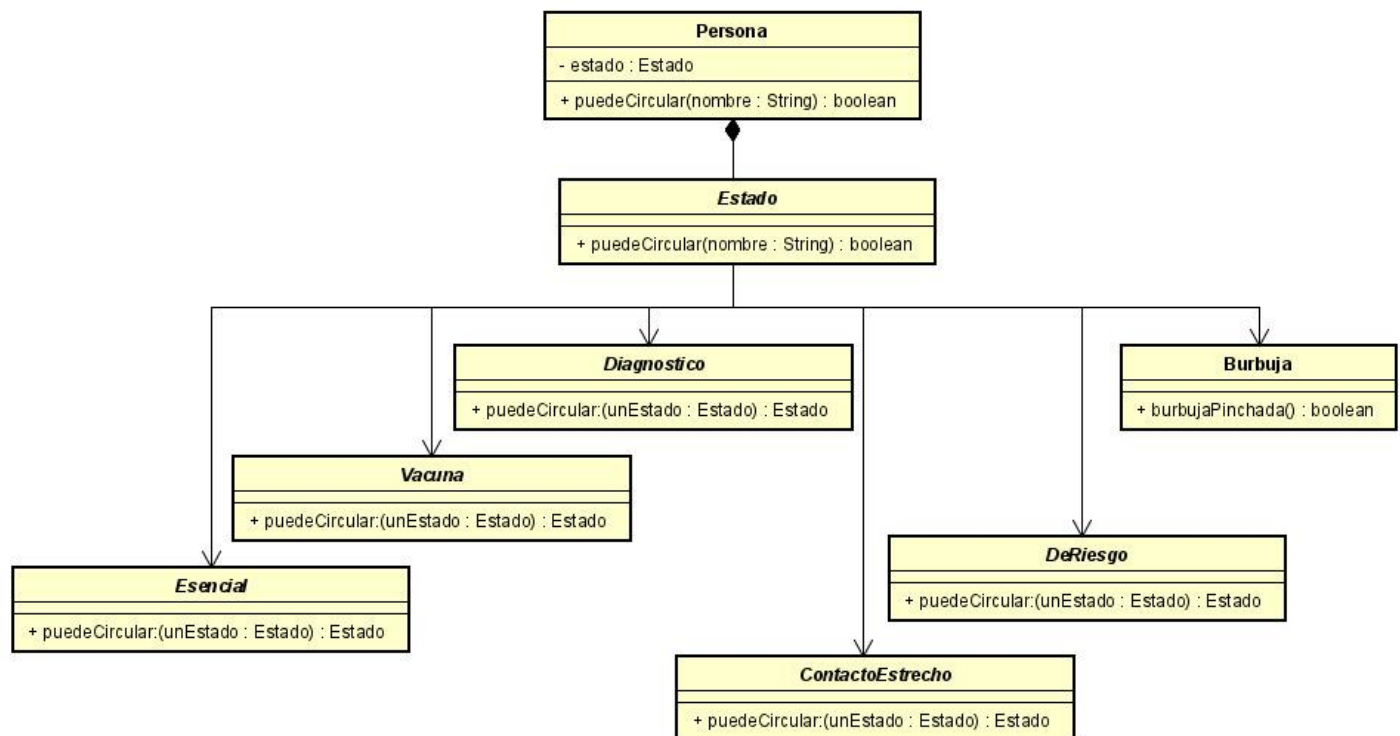 Persona
- estado : Estado
+ puedeCircular(nombre : String) : boolean
Estado
+ puedeCircular(nombre : String) : boolean
Diagnostico
+ puedeCircular:(unEstado : Estado) : Estado
Burbuja
+ burbujaPinchada() : boolean
Vacuna
+ puedeCircular:(unEstado : Estado) : Estado
DeRiesgo
+ puedeCircular:(unEstado : Estado) : Estado
Esencial
+ puedeCircular:(unEstado : Estado) : Estado
ContactoEstrecho
+ puedeCircular:(unEstado : Estado) : Estado